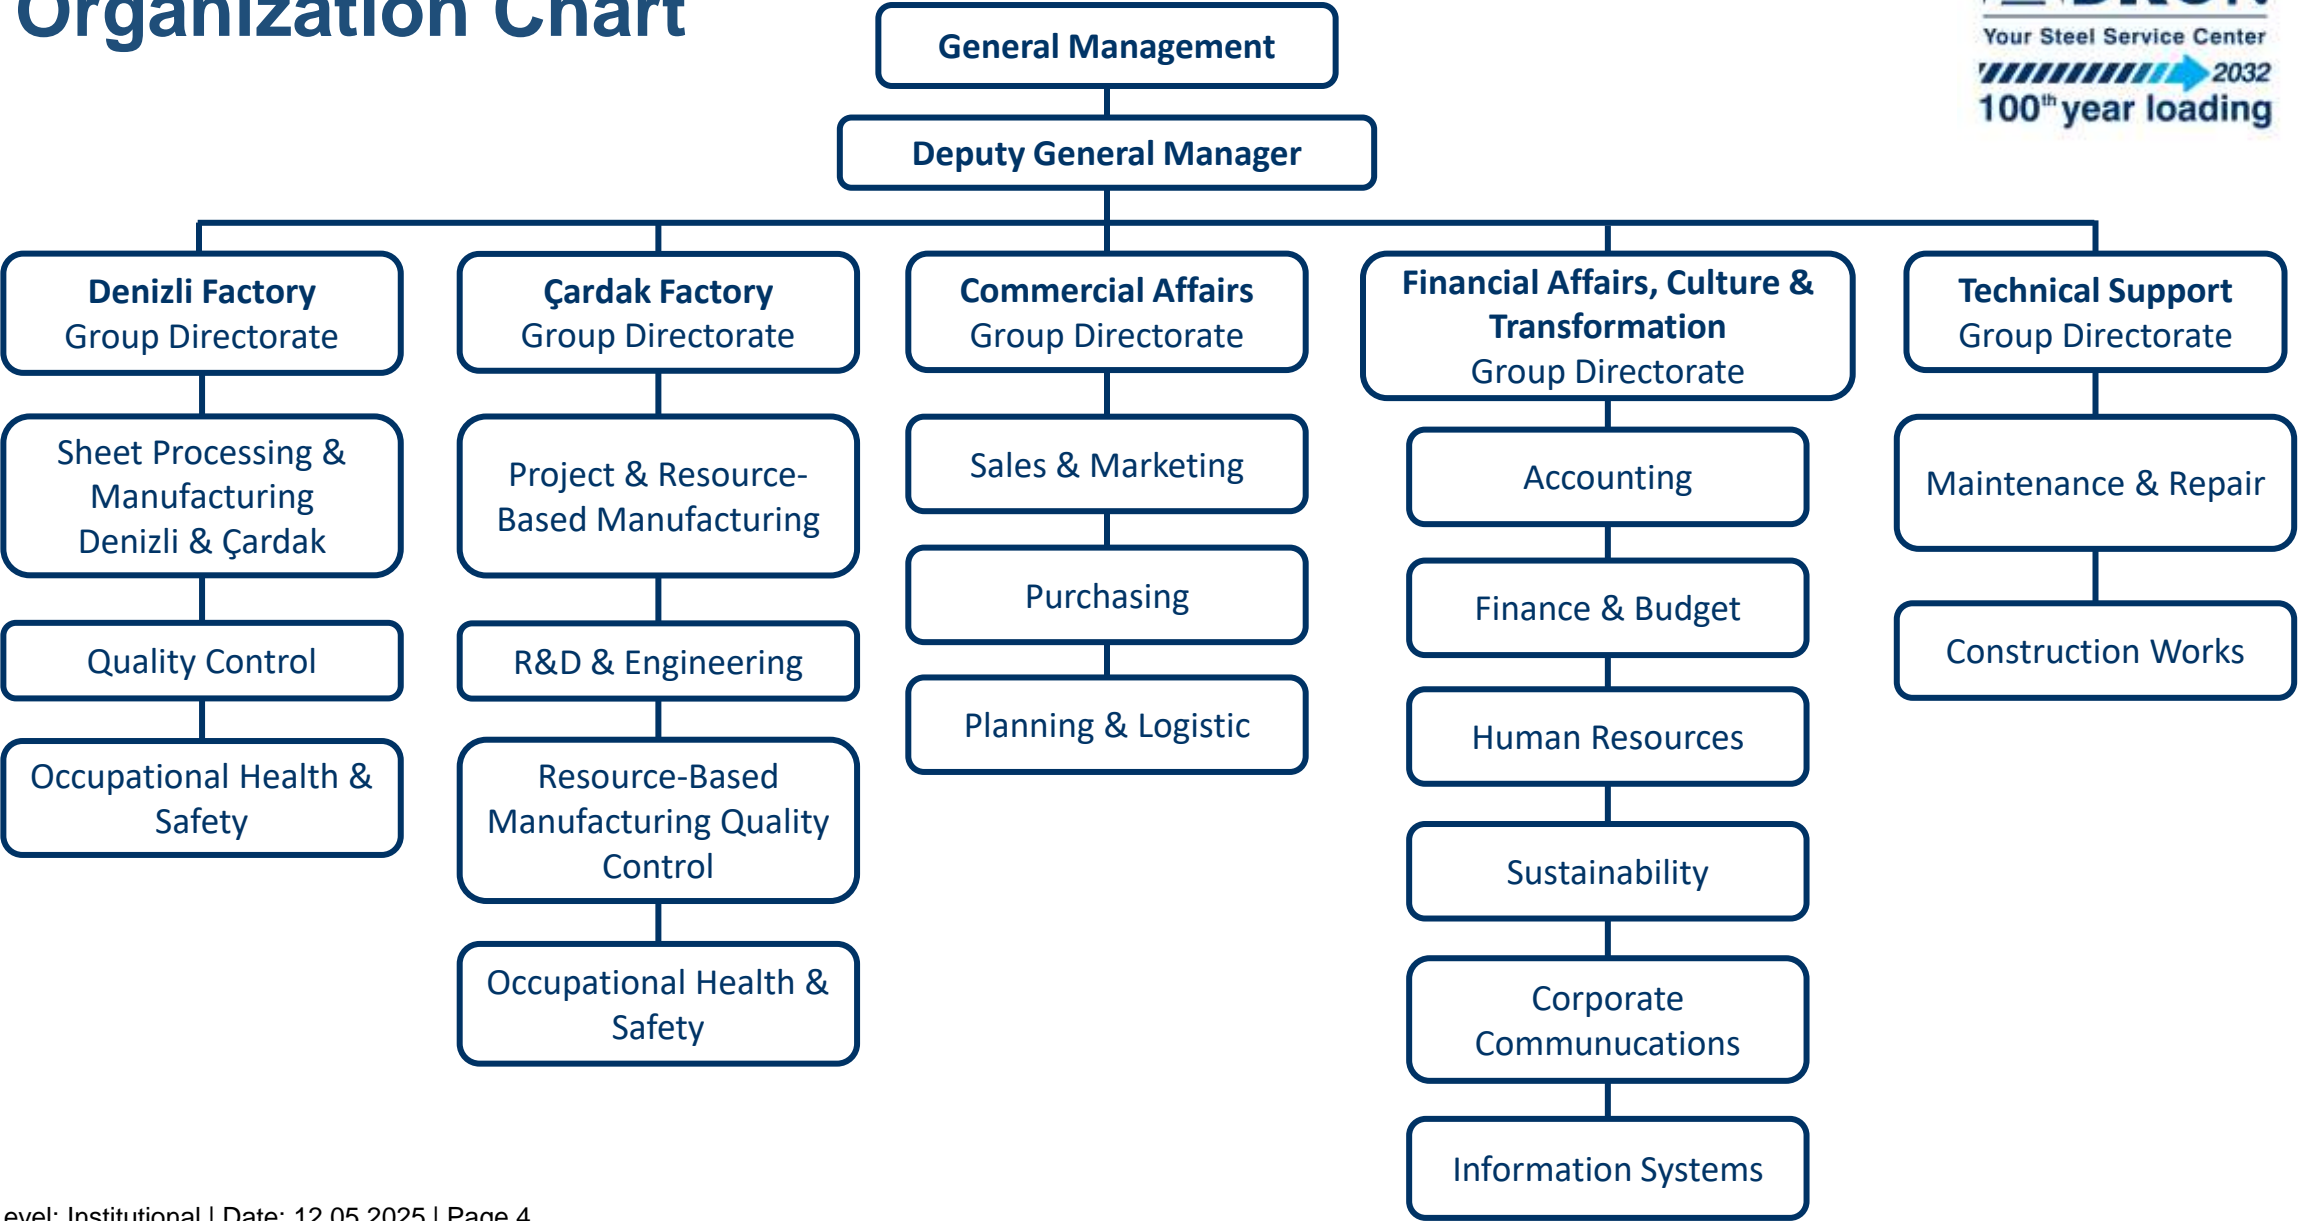 Organization Chart
DRON
Your Steel Service Center
2032
100th year loading
General Management
Deputy General Manager
Denizli Factory
Group Directorate
Sheet Processing &
Manufacturing
Denizli & Çardak
Quality Control
Occupational Health &
Safety
Çardak Factory
Group Directorate
Project & Resource-
Based Manufacturing
R&D & Engineering
Resource-Based
Manufacturing Quality
Control
Occupational Health &
Safety
Commercial Affairs
Group Directorate
Sales & Marketing
Purchasing
Planning & Logistic
Financial Affairs, Culture &
Transformation
Group Directorate
Accounting
Finance & Budget
Human Resources
Sustainability
Corporate
Communucations
Information Systems
Technical Support
Group Directorate
Maintenance & Repair
Construction Works
evel: Institutional | Date: 12.05.2025 | Page 4